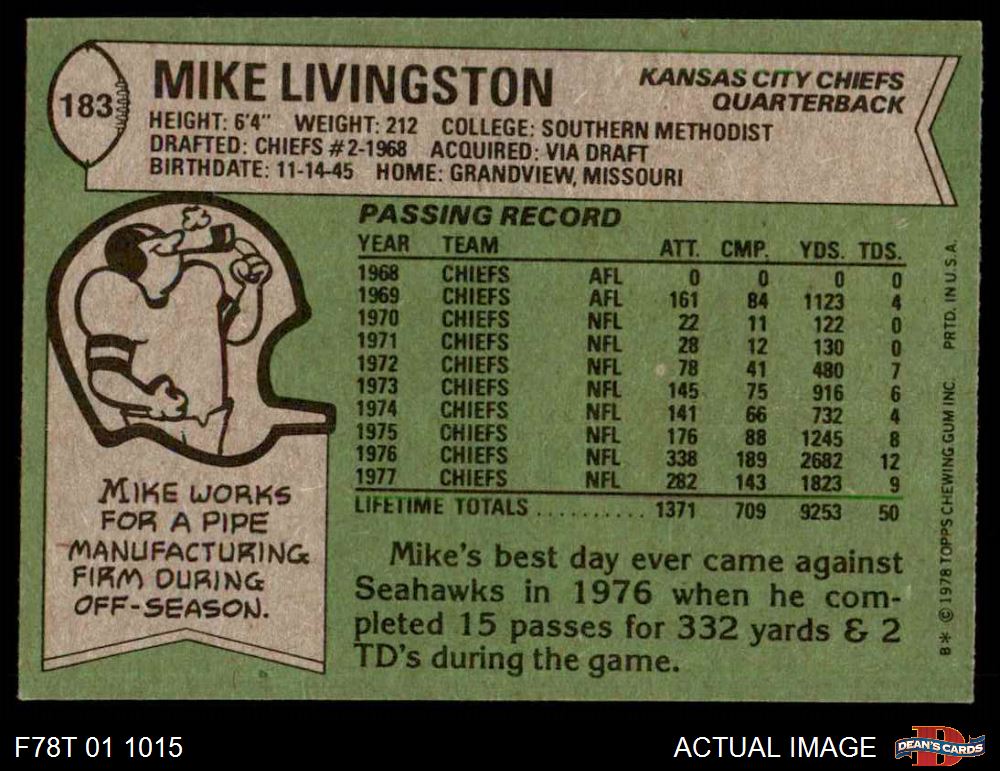 183
MIKE LIVINGSTON
KANSAS CITY CHIEFS
QUARTERBACK
HEIGHT: 6'4" WEIGHT: 212 COLLEGE: SOUTHERN METHODIST
DRAFTED: CHIEFS #2-1968 ACQUIRED: VIA DRAFT
BIRTHDATE: 11-14-45 HOME: GRANDVIEW, MISSOURI
PASSING RECORD
YEAR TEAM ATT. CMP. YDS. TDS.
1968 CHIEFS AFL 0 0 0 0
1969 CHIEFS AFL 161 84 1123 4
1970 CHIEFS NFL 22 11 122 0
1971 CHIEFS NFL 28 12 130 0
1972 CHIEFS NFL 78 41 480 7
1973 CHIEFS NFL 145 75 916 6
1974 CHIEFS NFL 141 66 732 4
1975 CHIEFS NFL 176 88 1245 8
1976 CHIEFS NFL 338 189 2682 12
1977 CHIEFS NFL 282 143 1823 9
LIFETIME TOTALS .......... 1371 709 9253 50
MIKE WORKS
FOR A PIPE
MANUFACTURING
FIRM DURING
OFF-SEASON.
Mike's best day ever came against
Seahawks in 1976 when he com-
pleted 15 passes for 332 yards & 2
TD's during the game.
B* © 1978 TOPPS CHEWING GUM INC. PRTD. IN U.S.A.
F78T 01 1015
ACTUAL IMAGE
D
DEAN'S CARDS